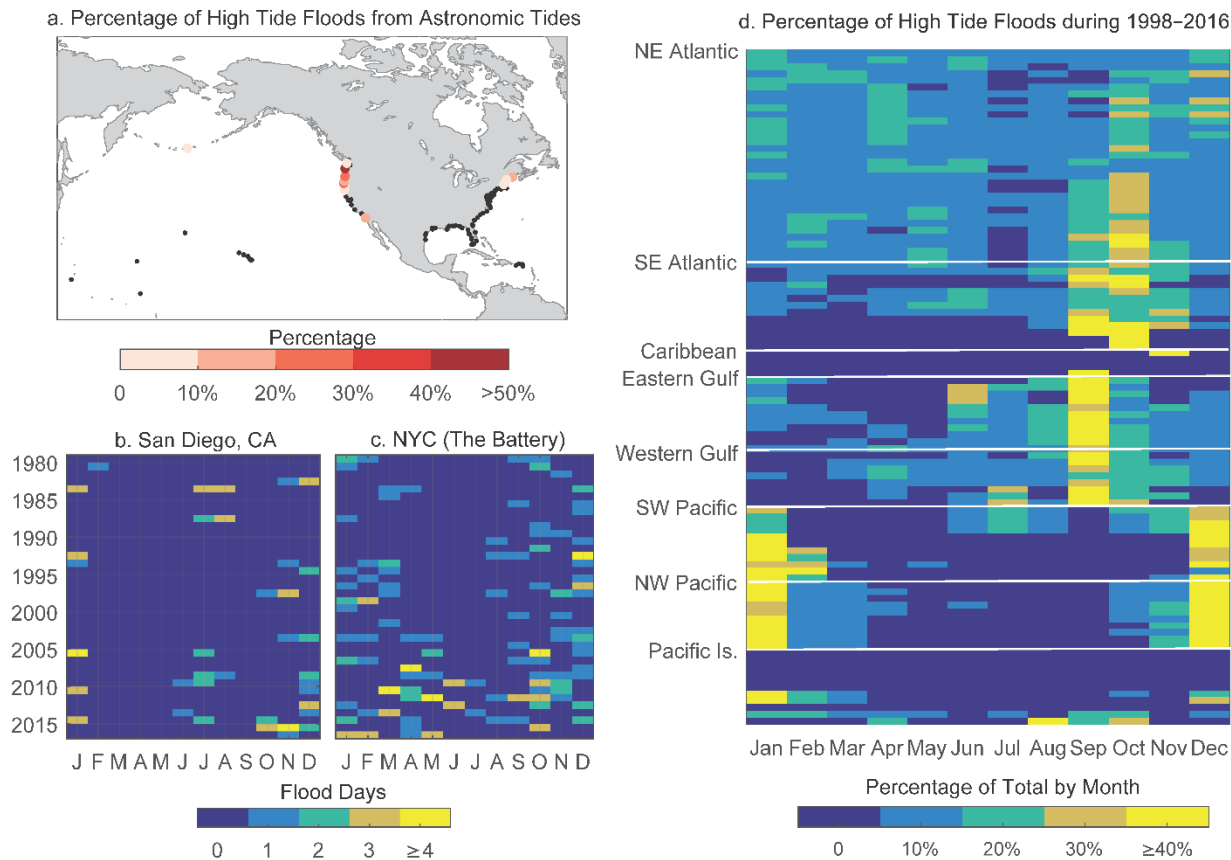 a. Percentage of High Tide Floods from Astronomic Tides
Percentage
0 10% 20% 30% 40% >50%
b. San Diego, CA
c. NYC (The Battery)
1980
1985
1990
1995
2000
2005
2010
2015
J F M A M J J A S O N D
J F M A M J J A S O N D
Flood Days
0 1 2 3 ≥4
d. Percentage of High Tide Floods during 1998–2016
NE Atlantic
SE Atlantic
Caribbean
Eastern Gulf
Western Gulf
SW Pacific
NW Pacific
Pacific Is.
Jan Feb Mar Apr May Jun Jul Aug Sep Oct Nov Dec
Percentage of Total by Month
0 10% 20% 30% ≥40%